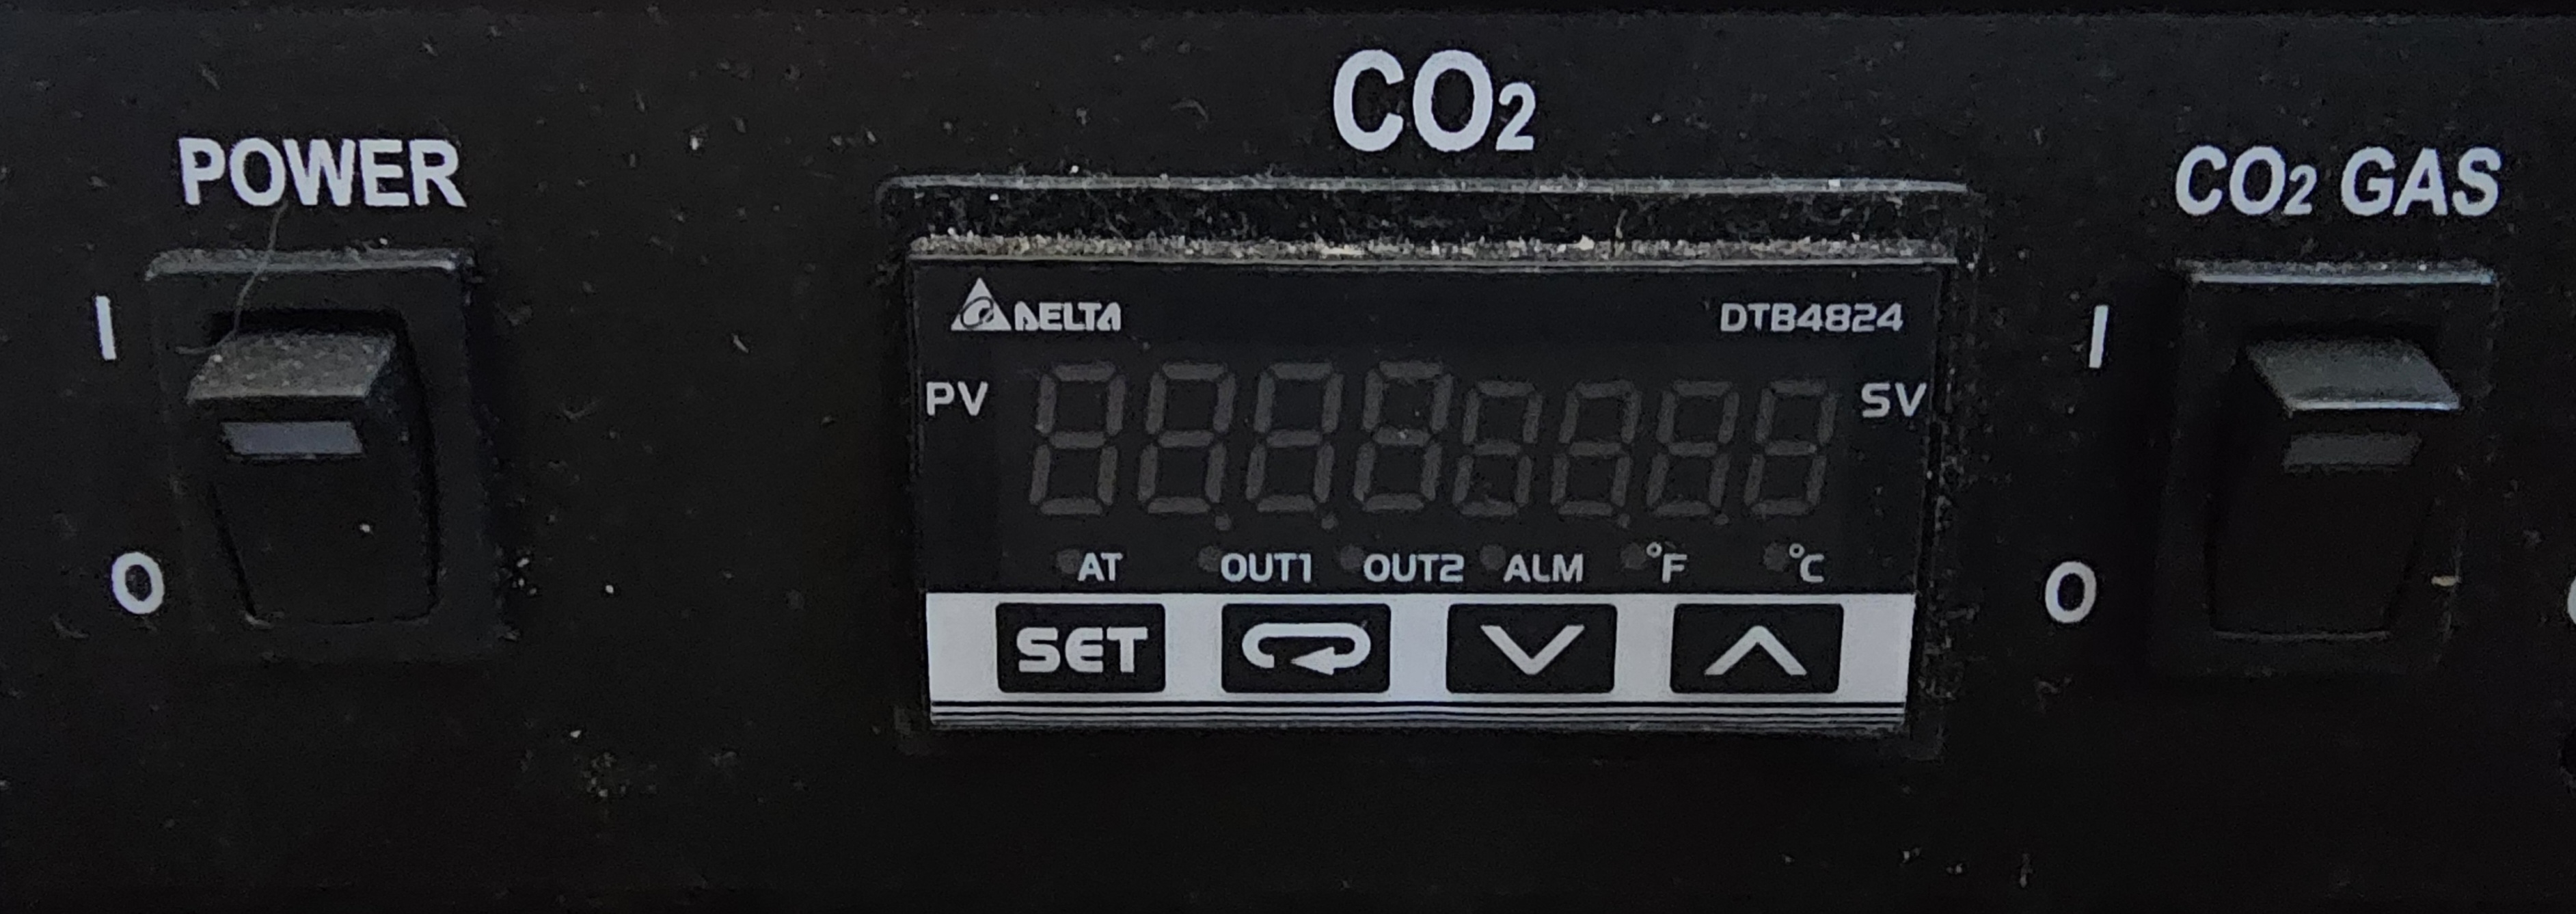 CO2
POWER
CO2 GAS
DELTA
DTB4824
I
I
PV
SV
AT OUT1 OUT2 ALM °F °C
O
O
SET